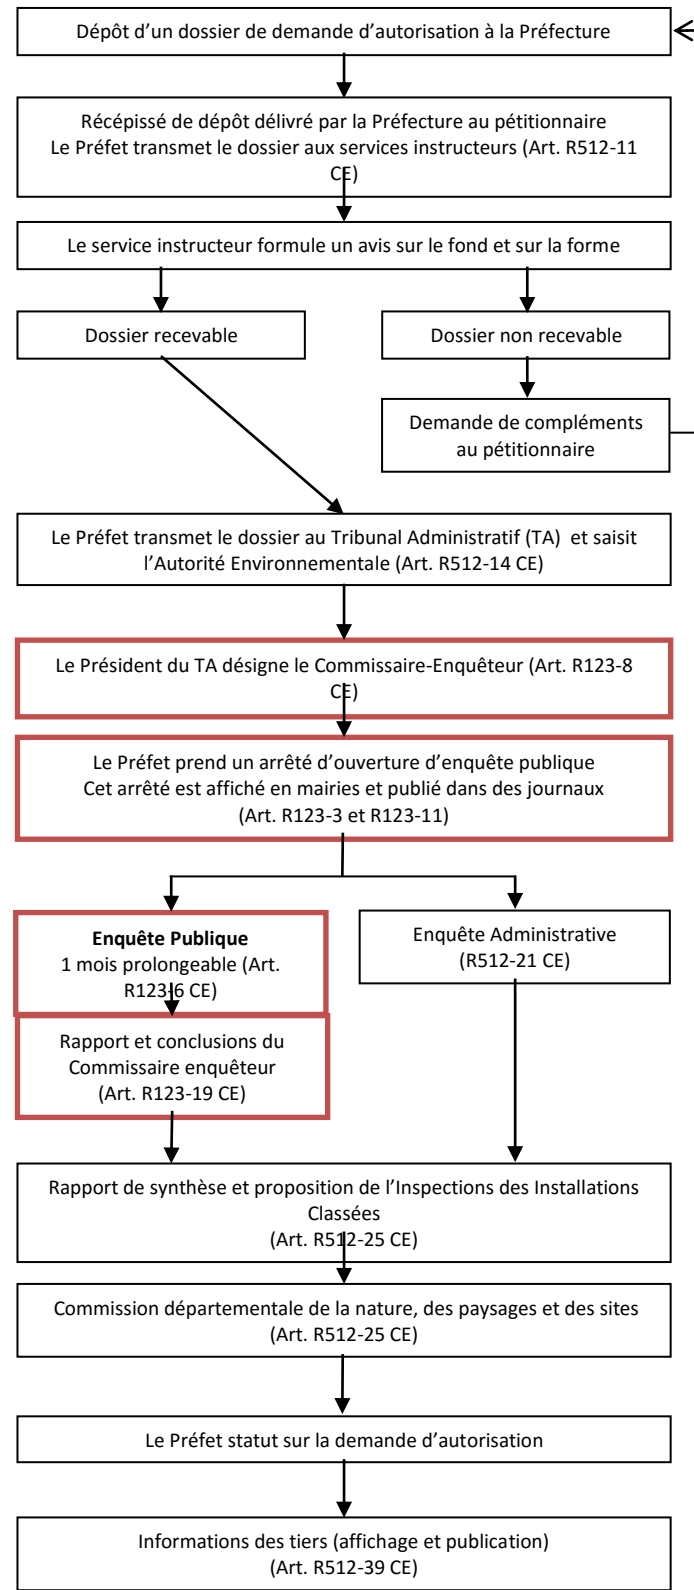 Dépôt d’un dossier de demande d’autorisation à la Préfecture
Récépissé de dépôt délivré par la Préfecture au pétitionnaire
Le Préfet transmet le dossier aux services instructeurs (Art. R512-11
CE)
Le service instructeur formule un avis sur le fond et sur la forme
Dossier recevable
Dossier non recevable
Demande de compléments
au pétitionnaire
Le Préfet transmet le dossier au Tribunal Administratif (TA) et saisit
l’Autorité Environnementale (Art. R512-14 CE)
Le Président du TA désigne le Commissaire-Enquêteur (Art. R123-8
CE)
Le Préfet prend un arrêté d’ouverture d’enquête publique
Cet arrêté est affiché en mairies et publié dans des journaux
(Art. R123-3 et R123-11)
Enquête Publique
1 mois prolongeable (Art.
R123-6 CE)
Enquête Administrative
(R512-21 CE)
Rapport et conclusions du
Commissaire enquêteur
(Art. R123-19 CE)
Rapport de synthèse et proposition de l’Inspections des Installations
Classées
(Art. R512-25 CE)
Commission départementale de la nature, des paysages et des sites
(Art. R512-25 CE)
Le Préfet statut sur la demande d’autorisation
Informations des tiers (affichage et publication)
(Art. R512-39 CE)